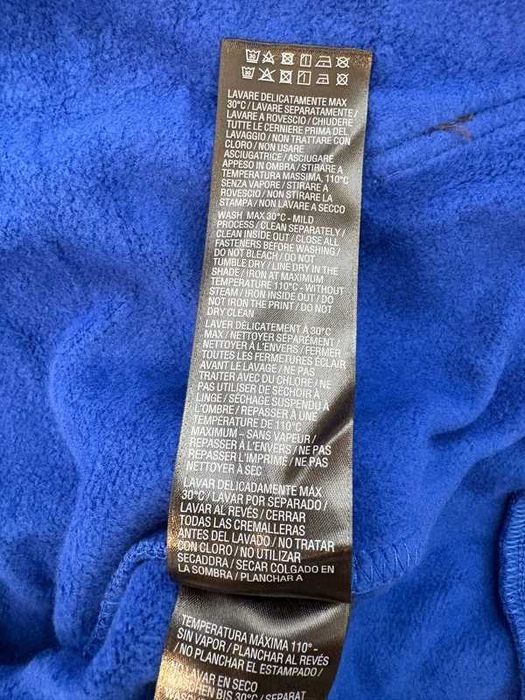 LAVARE DELICATAMENTE MAX
30°C / LAVARE SEPARATAMENTE /
LAVARE A ROVESCIO / CHIUDERE
TUTTE LE CERNIERE PRIMA DEL
LAVAGGIO / NON TRATTARE CON
CLORO / NON USARE
ASCIUGATRICE / ASCIUGARE
APPESO IN OMBRA / STIRARE A
TEMPERATURA MASSIMA, 110°C
SENZA VAPORE / STIRARE A
ROVESCIO / NON STIRARE LA
STAMPA / NON LAVARE A SECCO
WASH MAX 30°C - MILD
PROCESS / CLEAN SEPARATELY /
CLEAN INSIDE OUT / CLOSE ALL
FASTENERS BEFORE WASHING /
DO NOT BLEACH / DO NOT
TUMBLE DRY / LINE DRY IN THE
SHADE / IRON AT MAXIMUM
TEMPERATURE 110°C - WITHOUT
STEAM / IRON INSIDE OUT / DO
NOT IRON THE PRINT / DO NOT
DRY CLEAN
LAVER DÉLICATEMENT À 30°C
MAX / NETTOYER SÉPARÉMENT
NETTOYER À L'ENVERS / FERMER
TOUTES LES FERMETURES ÉCLAIR
AVANT LE LAVAGE / NE PAS
TRAITER AVEC DU CHLORE / NE
PAS UTILISER DE SÉCHOIR À
LINGE / SÉCHAGE SUSPENDU À
L'OMBRE / REPASSER À UNE
TEMPÉRATURE DE 110°C
MAXIMUM – SANS VAPEUR /
REPASSER À L'ENVERS / NE PAS
REPASSER L'IMPRIMÉ / NE PAS
NETTOYER À SEC
LAVAR DELICADAMENTE MAX
30°C / LAVAR POR SEPARADO /
LAVAR AL REVÉS / CERRAR
TODAS LAS CREMALLERAS
ANTES DEL LAVADO / NO TRATAR
CON CLORO / NO UTILIZAR
SECADDRA / SECAR COLGADO EN
LA SOMBRA / PLANCHAR A
TEMPERATURA MÁXIMA 110° -
SIN VAPOR / PLANCHAR AL REVÉS
/ NO PLANCHAR EL ESTAMPADO /
LAVAR EN SECO
BIS 30°C / SEPARAT